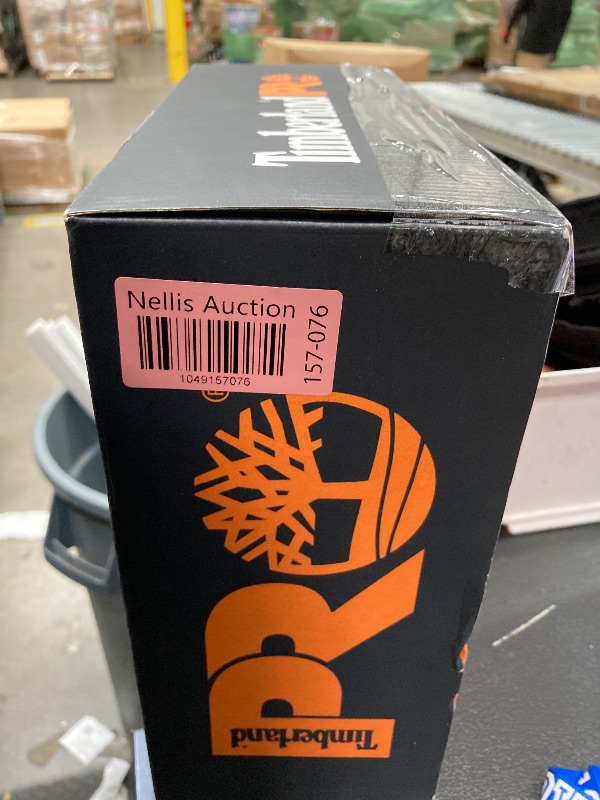 Timberland PRO
Nellis Auction
1049157076
157-076
®
PRO
Timberland